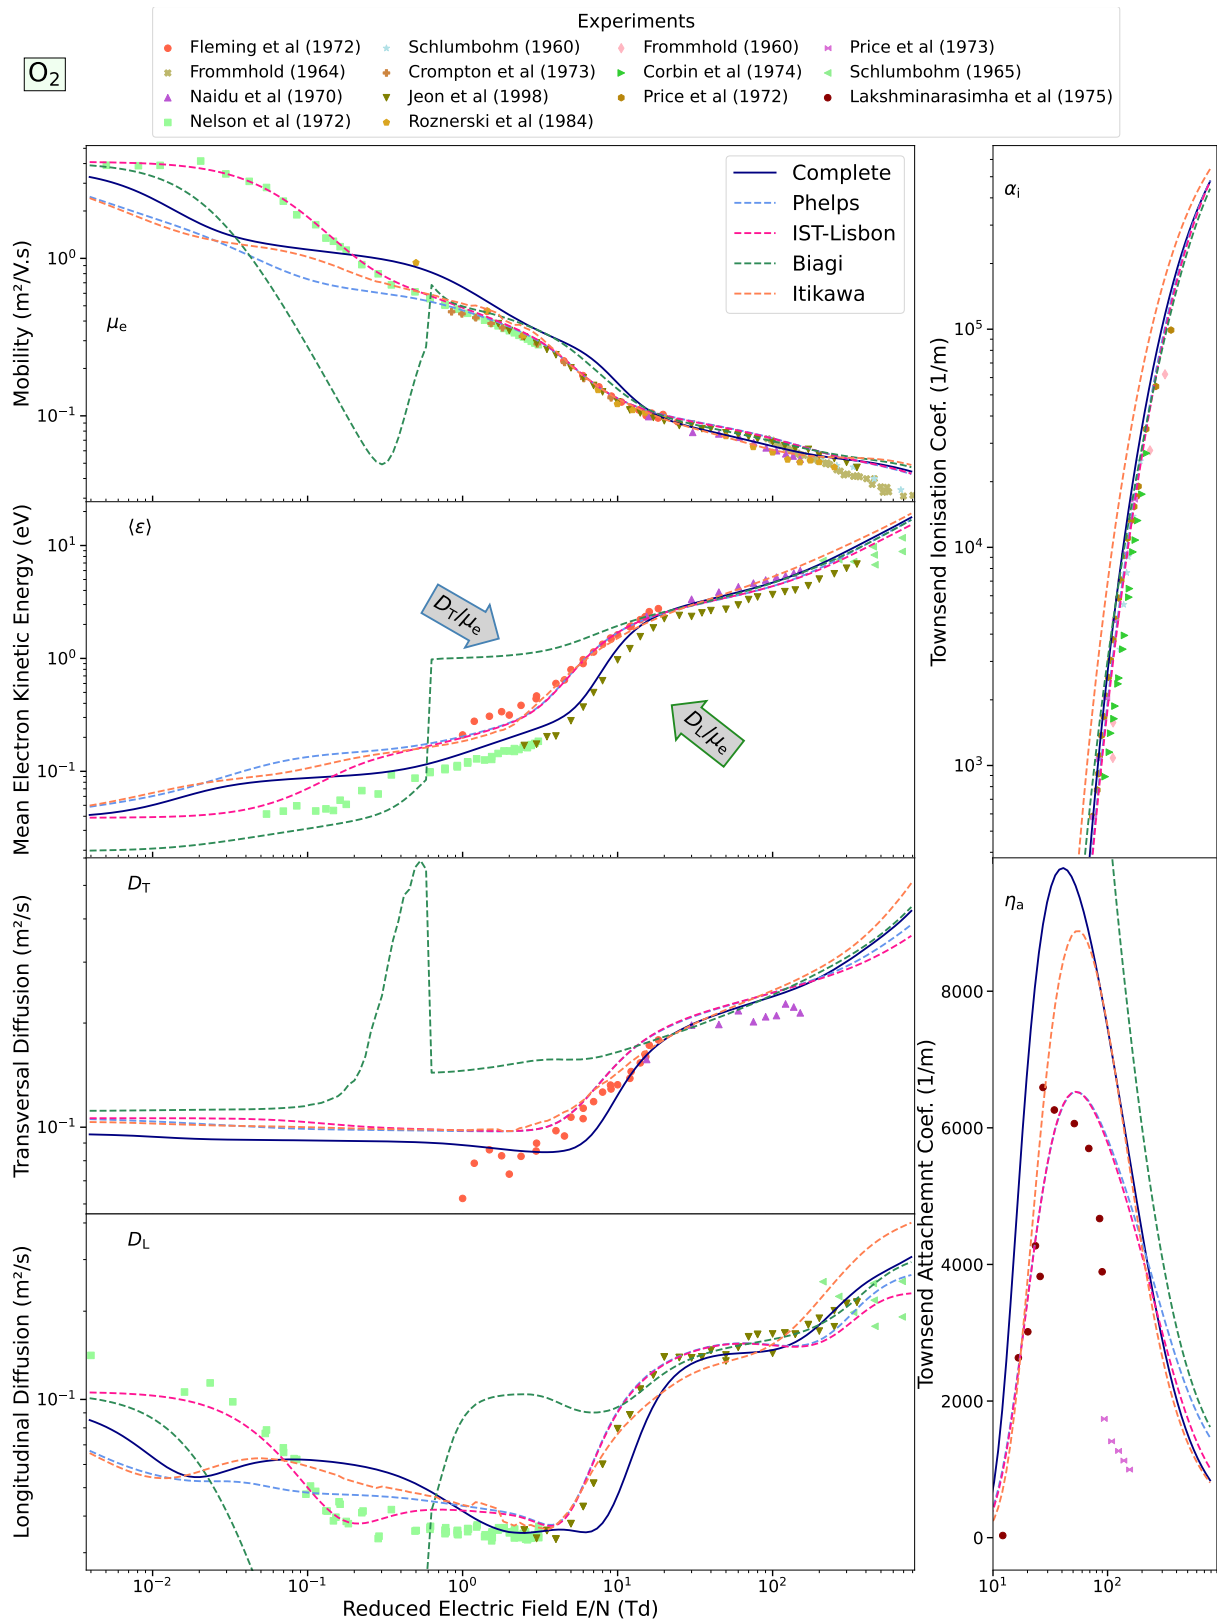 Experiments
Fleming et al (1972)
Schlumbohm (1960)
Frommhold (1960)
Price et al (1973)
Frommhold (1964)
Crompton et al (1973)
Corbin et al (1974)
Schlumbohm (1965)
Naidu et al (1970)
Jeon et al (1998)
Price et al (1972)
Lakshminarasimha et al (1975)
Nelson et al (1972)
Roznerski et al (1984)
O₂
Complete
Phelps
IST-Lisbon
Biagi
Itikawa
Mobility (m²/V.s)
10⁰
10⁻¹
μₑ
Mean Electron Kinetic Energy (eV)
10¹
10⁰
10⁻¹
⟨ε⟩
D_T/μₑ
D_L/μₑ
Transversal Diffusion (m²/s)
10⁻¹
D_T
Longitudinal Diffusion (m²/s)
10⁻¹
D_L
10⁻²
10⁻¹
10⁰
10¹
10²
Reduced Electric Field E/N (Td)
Townsend Ionisation Coef. (1/m)
αᵢ
10⁵
10⁴
10³
Townsend Attachemnt Coef. (1/m)
ηₐ
8000
6000
4000
2000
0
10¹
10²